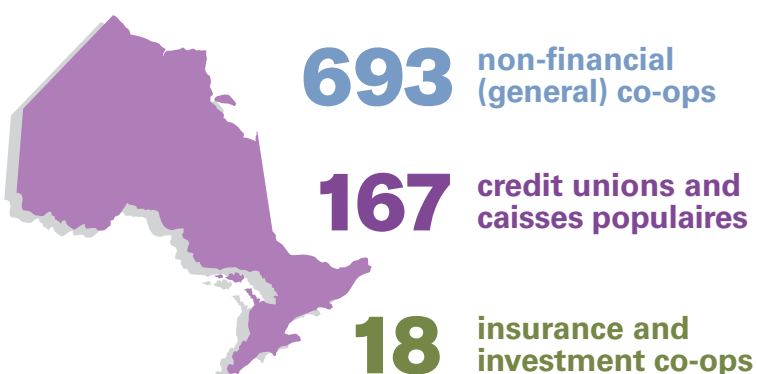 693
non-financial
(general) co-ops
167
credit unions and
caisses populaires
18
insurance and
investment co-ops